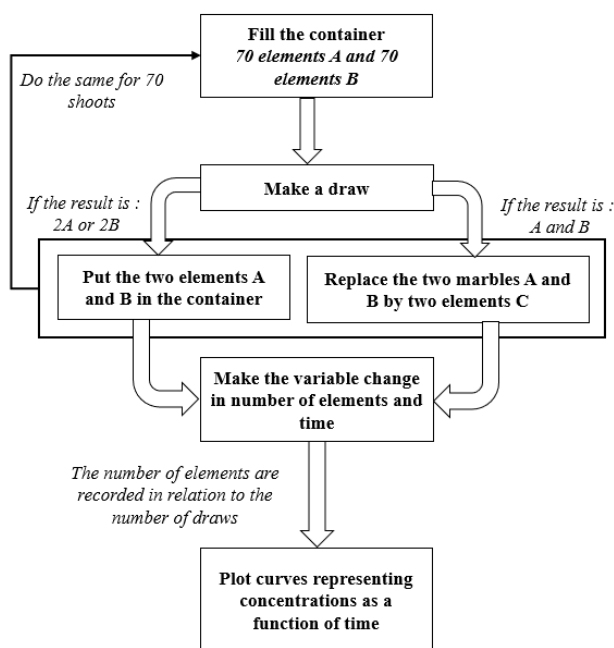 Fill the container
70 elements A and 70
elements B
Do the same for 70
shoots
Make a draw
If the result is :
2A or 2B
If the result is :
A and B
Put the two elements A
and B in the container
Replace the two marbles A and
B by two elements C
Make the variable change
in number of elements and
time
The number of elements are
recorded in relation to the
number of draws
Plot curves representing
concentrations as a
function of time